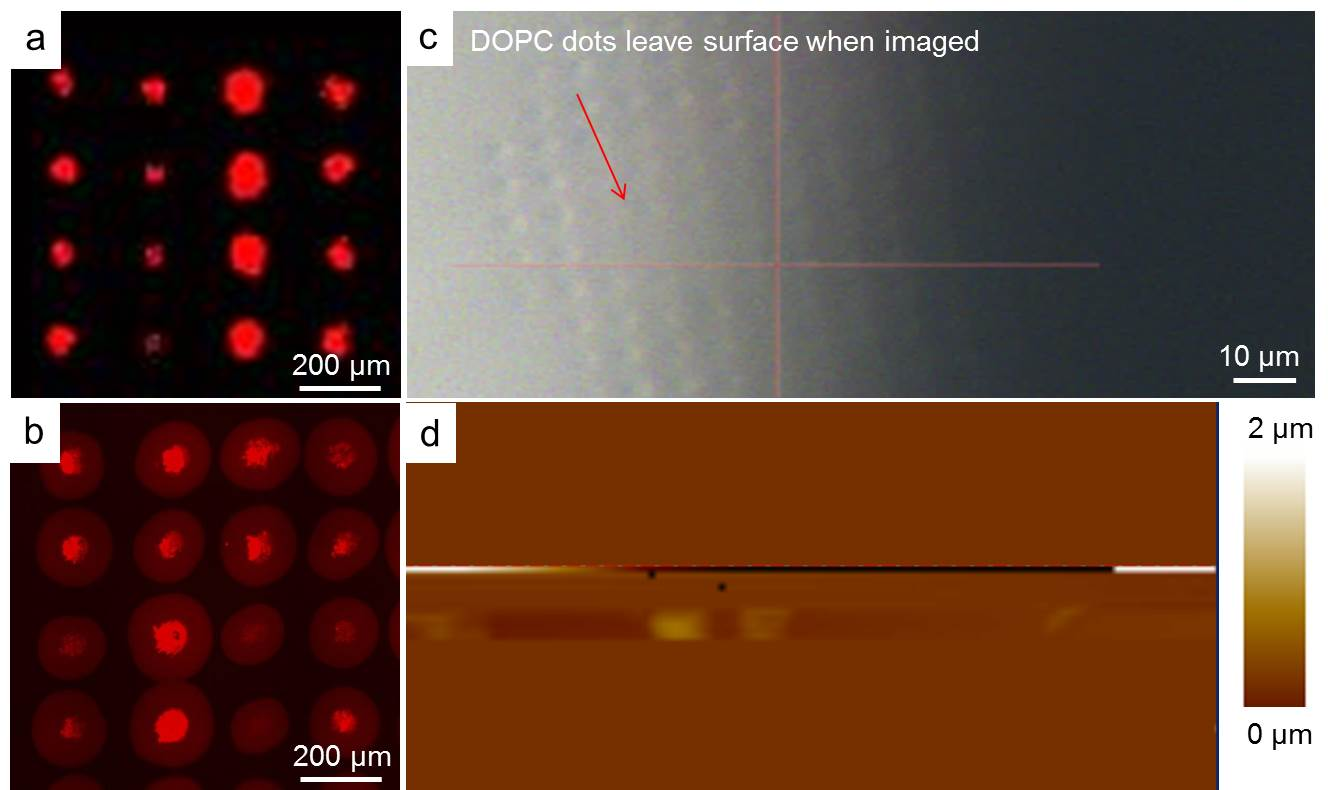 a
200 µm
b
200 µm
c
DOPC dots leave surface when imaged
10 µm
d
2 µm
0 µm